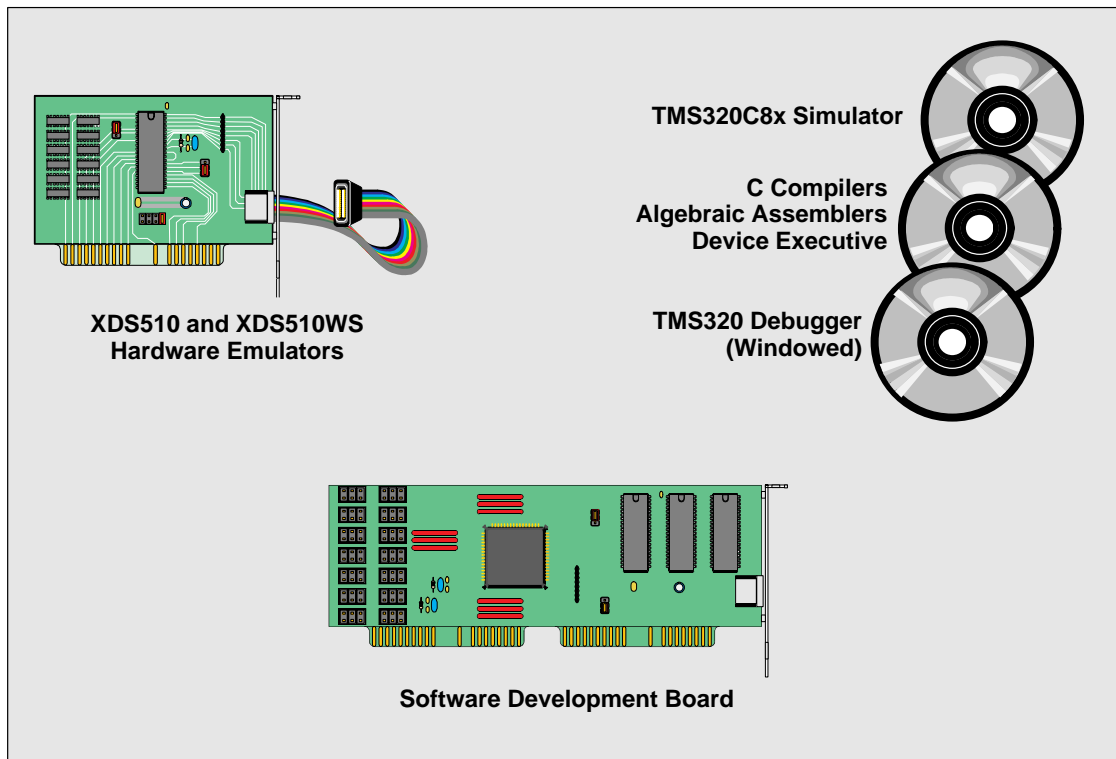 TMS320C8x Simulator
C Compilers
Algebraic Assemblers
Device Executive
TMS320 Debugger
(Windowed)
XDS510 and XDS510WS
Hardware Emulators
Software Development Board